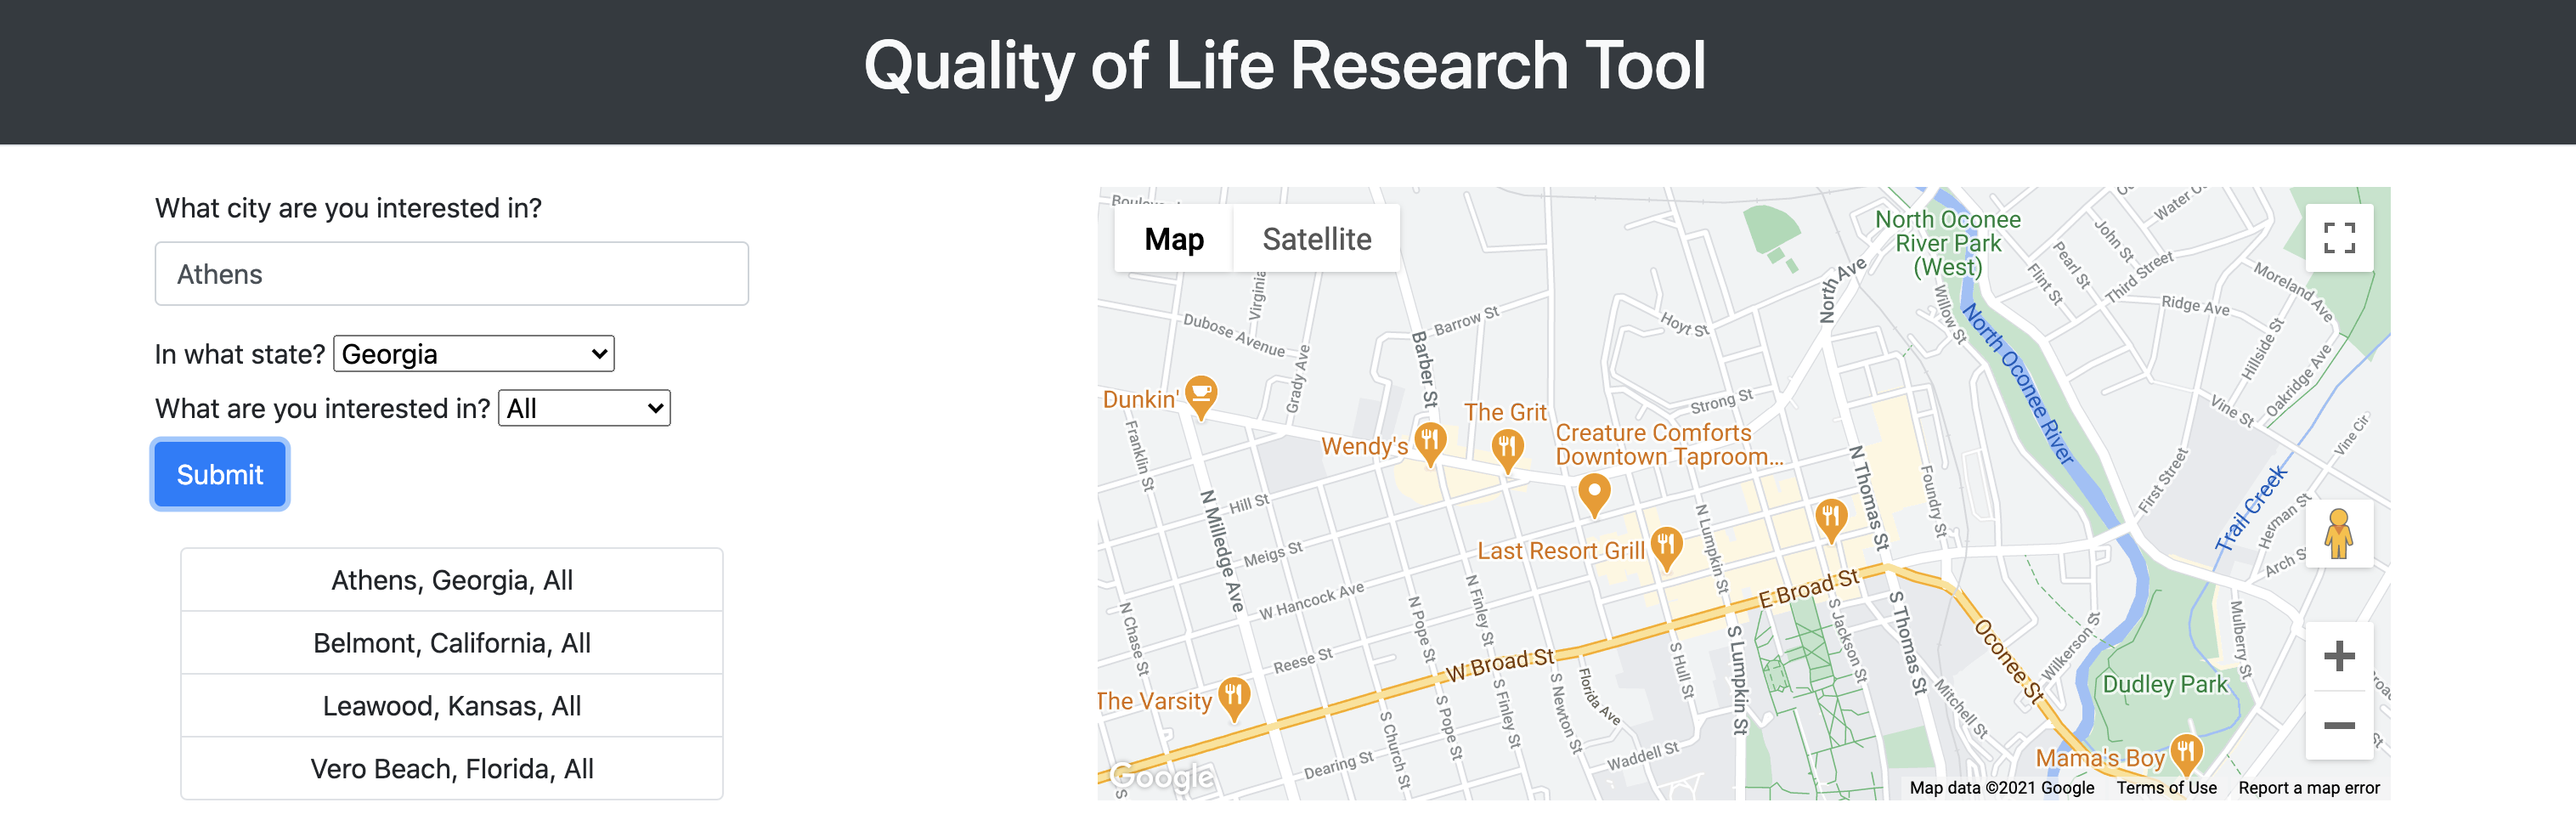 Quality of Life Research Tool
What city are you interested in?
Athens
In what state? Georgia
What are you interested in? All
Submit
Athens, Georgia, All
Belmont, California, All
Leawood, Kansas, All
Vero Beach, Florida, All
Map Satellite
North Oconee
River Park
(West)
John St
Pearl St
Third Street
Flint St
Moreland Ave
Ridge Ave
Hillside St
Oakridge Ave
Vine St
Vine Cir
Willow St
North Oconee River
North Ave
Hoyt St
Barrow St
Barber St
Dubose Avenue
Virginia
Grady Ave
Strong St
Dunkin'
Wendy's
The Grit
Creature Comforts
Downtown Taproom...
Last Resort Grill
Franklin St
N Milledge Ave
Hill St
Meigs St
W Hancock Ave
Reese St
N Chase St
N Pope St
N Finley St
N Lumpkin St
N Thomas St
Foundry St
First Street
Trail Creek
Herman St
Arch St
Mulberry St
E Broad St
W Broad St
Oconee St
Wilkerson St
Mitchell St
S Thomas St
S Jackson St
S Lumpkin St
S Hull St
Florida Ave
S Newton St
S Finley St
S Pope St
S Church St
Dearing St
Waddell St
The Varsity
Dudley Park
Mama's Boy
Google
Map data ©2021 Google Terms of Use Report a map error